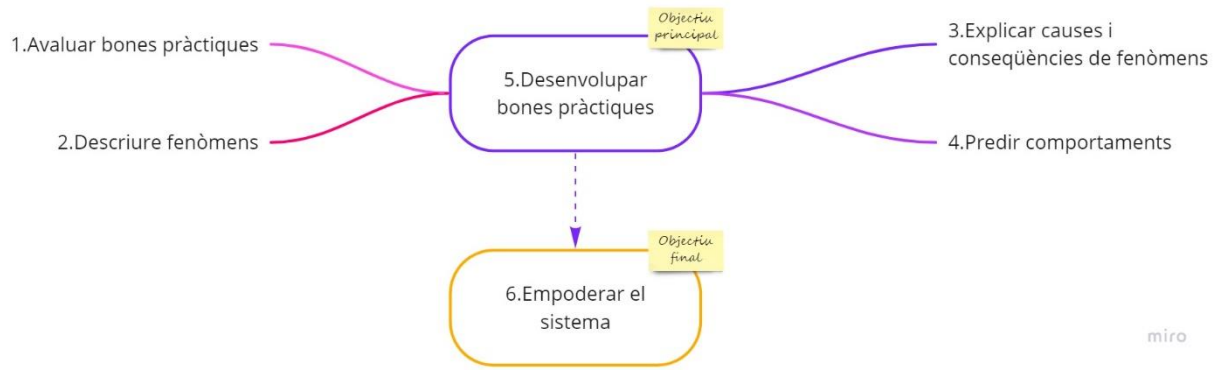 1.Avaluar bones pràctiques
2.Descriure fenòmens
Objectiu
principal
5.Desenvolupar
bones pràctiques
3.Explicar causes i
conseqüències de fenòmens
4.Predir comportaments
Objectiu
final
6.Empoderar el
sistema
miro